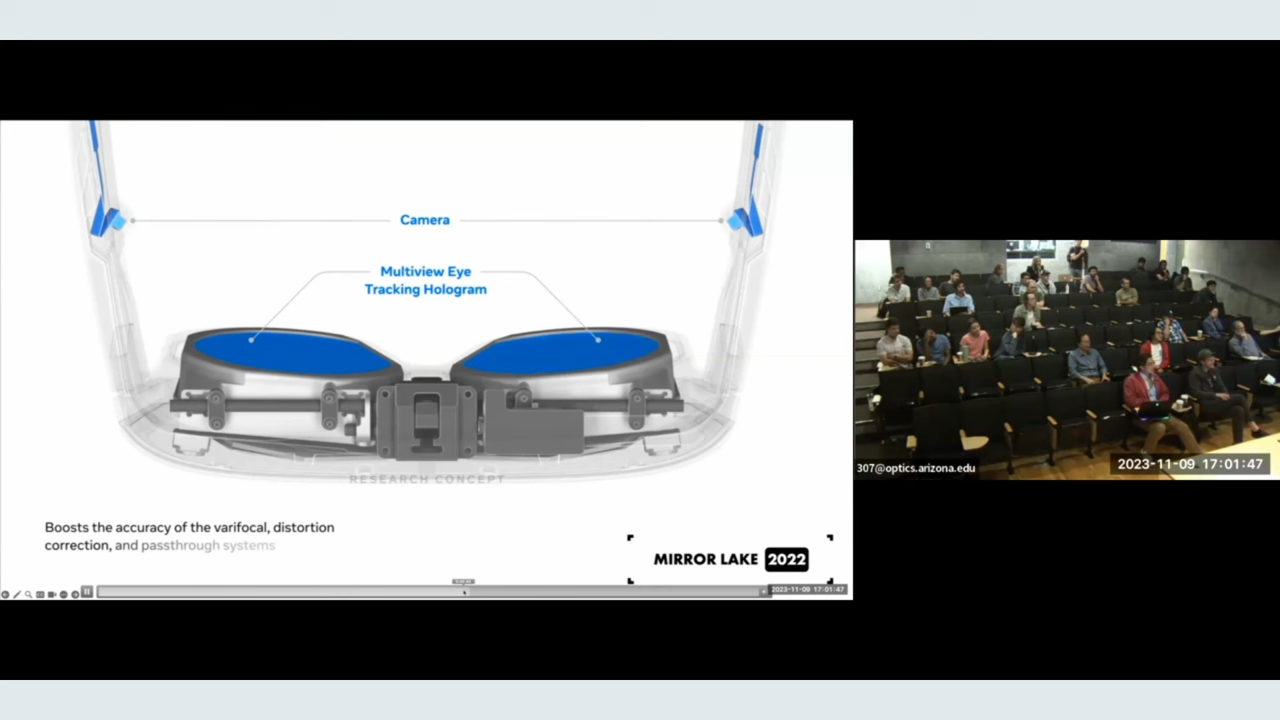 Camera
Multiview Eye
Tracking Hologram
RESEARCH CONCEPT
Boosts the accuracy of the varifocal, distortion
correction, and passthrough systems
MIRROR LAKE 2022
2023-11-09 17:01:47
307@optics.arizona.edu
2023-11-09 17:01:47